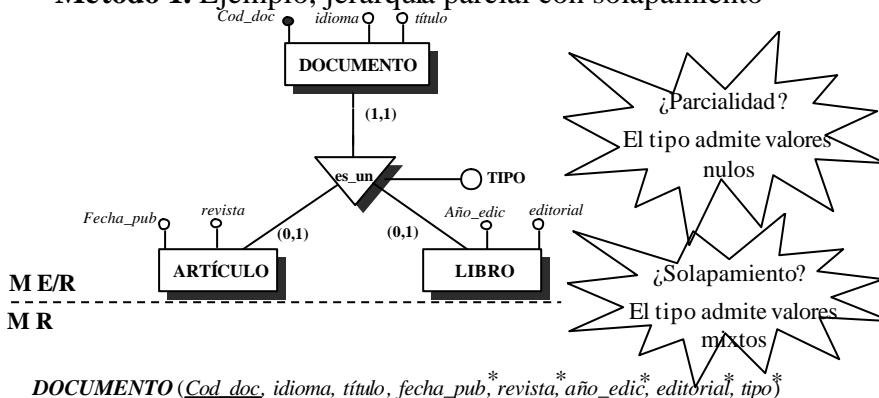 Método 1. Ejemplo, jerarquía parcial con solapamiento
Cod_doc idioma título
DOCUMENTO
(1,1)
es_un
TIPO
Fecha_pub revista
Año_edic editorial
(0,1) (0,1)
ARTÍCULO
LIBRO
¿Parcialidad?
El tipo admite valores
nulos
¿Solapamiento?
El tipo admite valores
mixtos
M E/R
M R
DOCUMENTO (Cod_doc, idioma, título, fecha_pub,* revista,* año_edic,* editorial,* tipo*)